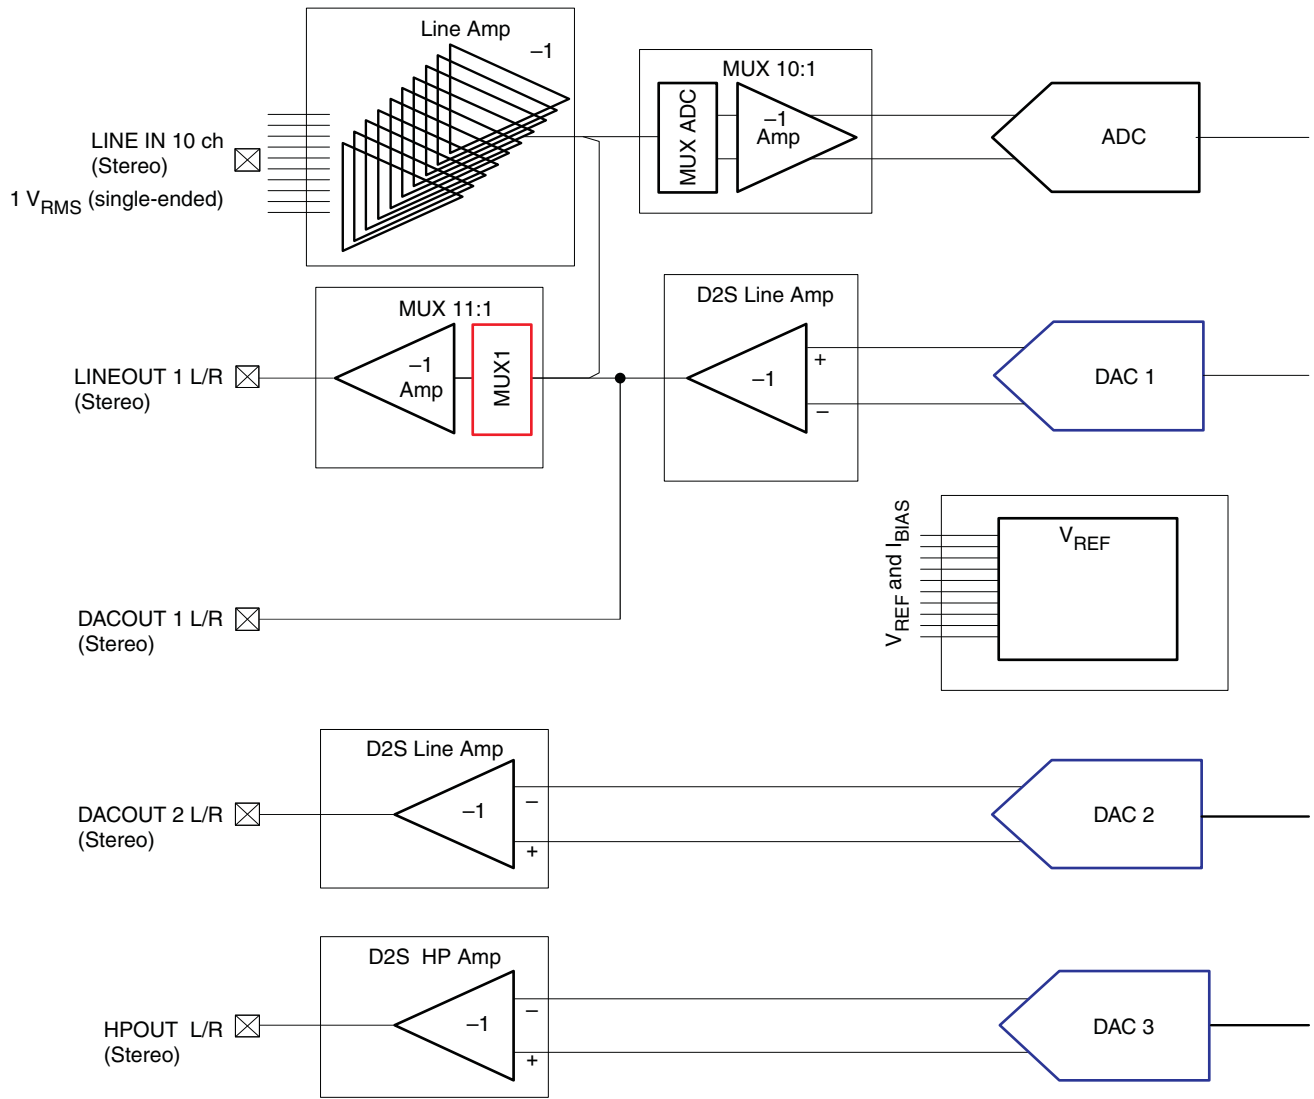 Line Amp
–1
LINE IN 10 ch
(Stereo)
1 VRMS (single-ended)
MUX 10:1
MUX ADC
–1
Amp
ADC
MUX 11:1
–1
Amp
MUX1
LINEOUT 1 L/R
(Stereo)
D2S Line Amp
–1
+
–
DAC 1
VREF and IBIAS
VREF
DACOUT 1 L/R
(Stereo)
D2S Line Amp
–1
–
+
DACOUT 2 L/R
(Stereo)
DAC 2
D2S HP Amp
–1
–
+
HPOUT L/R
(Stereo)
DAC 3